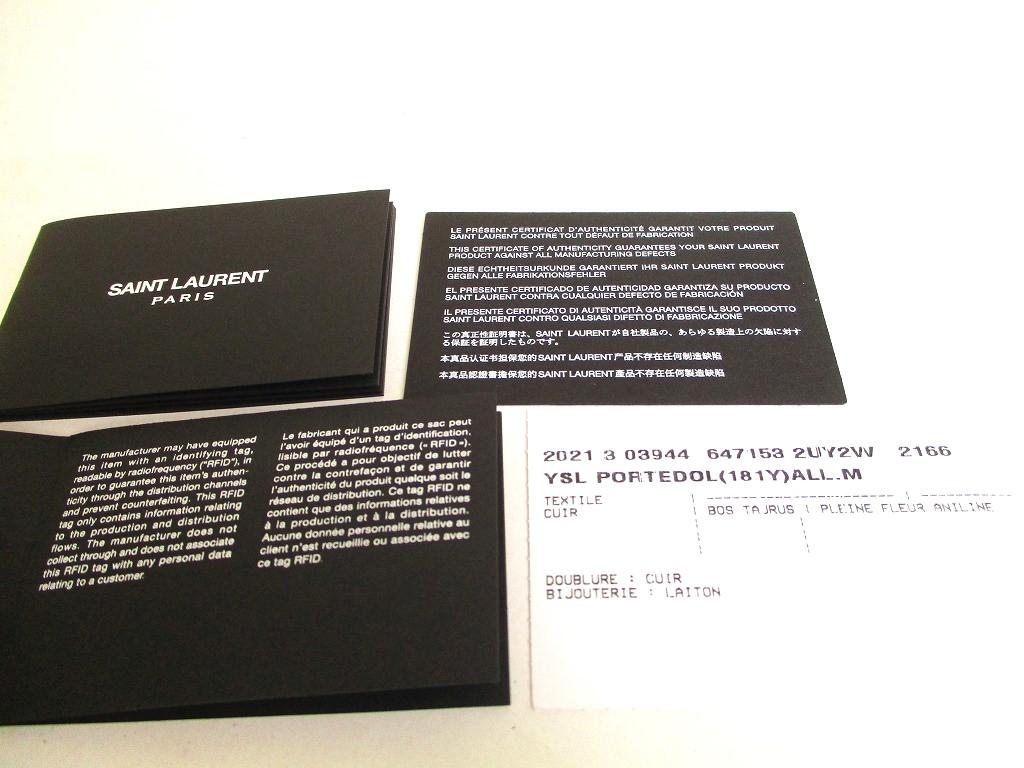 SAINT LAURENT
PARIS
LE PRÉSENT CERTIFICAT D'AUTHENTICITÉ GARANTIT VOTRE PRODUIT
SAINT LAURENT CONTRE TOUT DÉFAUT DE FABRICATION
THIS CERTIFICATE OF AUTHENTICITY GUARANTEES YOUR SAINT LAURENT
PRODUCT AGAINST ALL MANUFACTURING DEFECTS
DIESE ECHTHEITSURKUNDE GARANTIERT IHR SAINT LAURENT PRODUKT
GEGEN ALLE FABRIKATIONSFEHLER
EL PRESENTE CERTIFICADO DE AUTENTICIDAD GARANTIZA SU PRODUCTO
SAINT LAURENT CONTRA CUALQUIER DEFECTO DE FABRICACIÓN
IL PRESENTE CERTIFICATO DI AUTENTICITÀ GARANTISCE IL SUO PRODOTTO
SAINT LAURENT CONTRO QUALSIASI DIFETTO DI FABBRICAZIONE
この真正性証明書は、SAINT LAURENTが自社製品の、あらゆる製造上の欠陥に対す
る保証を証明したものです。
本真品认证书担保您的SAINT LAURENT产品不存在任何制造缺陷
本真品認證書擔保您的SAINT LAURENT產品不存在任何製造缺陷
The manufacturer may have equipped
this item with an identifying tag,
readable by radiofrequency ("RFID"), in
order to guarantee this item's authen-
ticity through the distribution channels
and prevent counterfeiting. This RFID
tag only contains information relating
to the production and distribution
flows. The manufacturer does not
collect through and does not associate
this RFID tag with any personal data
relating to a customer.
Le fabricant qui a produit ce sac peut
l'avoir équipé d'un tag d'identification,
lisible par radiofréquence (« RFID »).
Ce procédé a pour objectif de lutter
contre la contrefaçon et de garantir
l'authenticité du produit quelque soit le
réseau de distribution. Ce tag RFID ne
contient que des informations relatives
à la production et à la distribution.
Aucune donnée personnelle relative au
client n'est recueillie ou associée avec
ce tag RFID.
2021 3 03944 647153 2UY2W 2166
YSL PORTEDOL(181Y)ALL.M
TEXTILE
CUIR BOS TAJRUS PLEINE FLEUR ANILINE
DOUBLURE : CUIR
BIJOUTERIE : LAITON